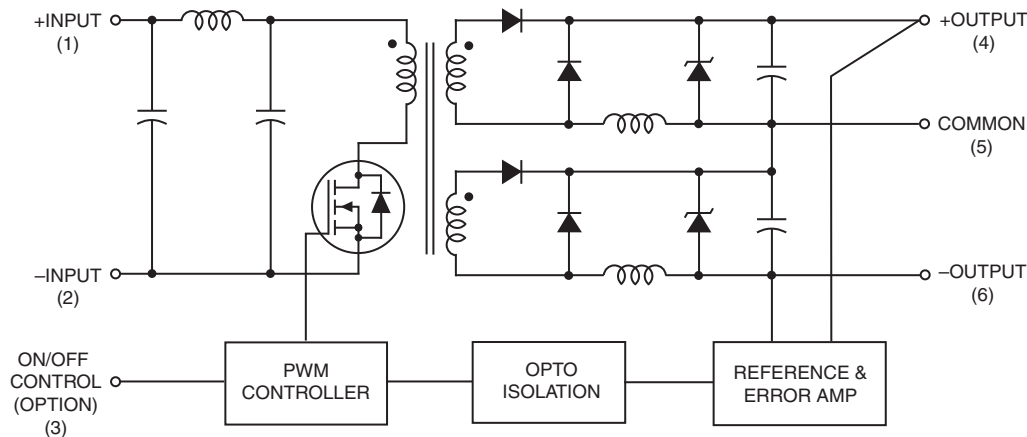 +INPUT
(1)
+OUTPUT
(4)
COMMON
(5)
–INPUT
(2)
–OUTPUT
(6)
ON/OFF
CONTROL
(OPTION)
(3)
PWM
CONTROLLER
OPTO
ISOLATION
REFERENCE &
ERROR AMP